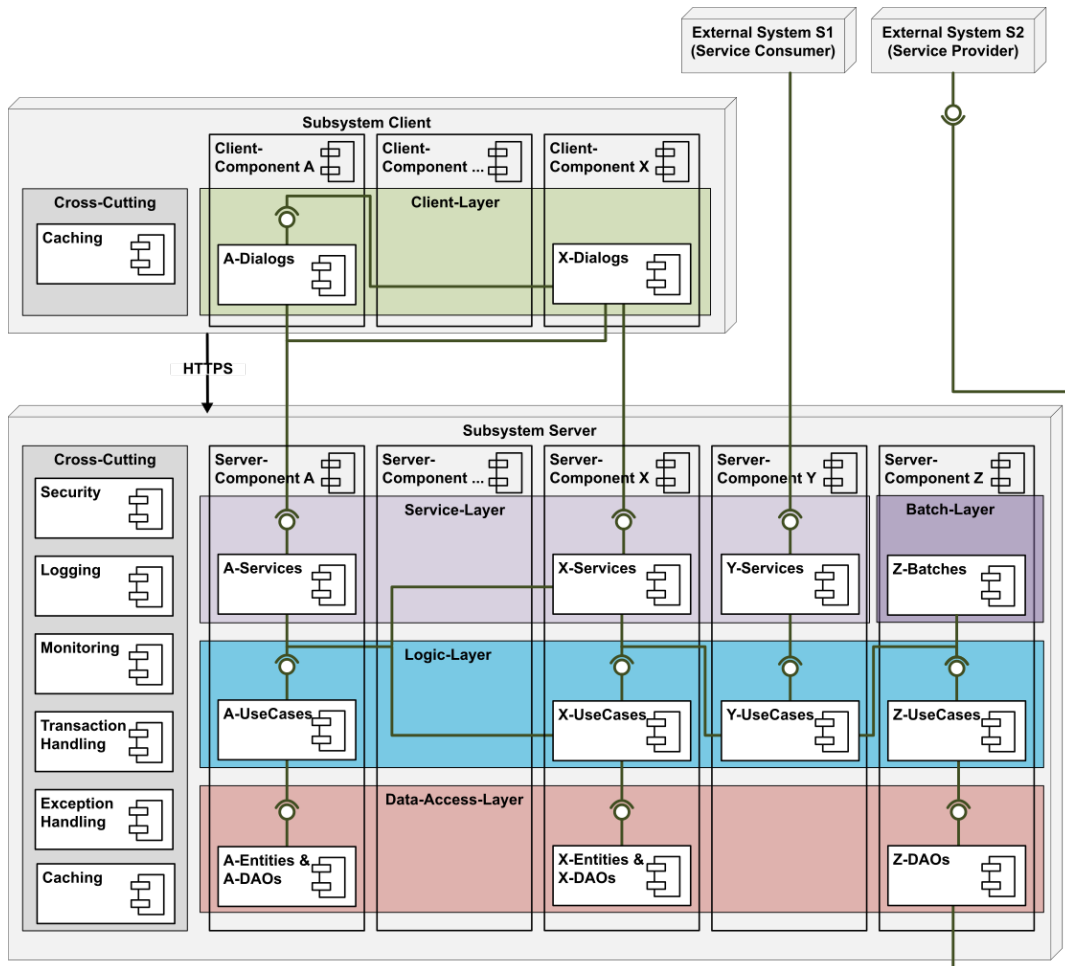 External System S1
(Service Consumer)
External System S2
(Service Provider)
Subsystem Client
Client-
Component A
Client-
Component ...
Client-
Component X
Cross-Cutting
Client-Layer
Caching
A-Dialogs
X-Dialogs
HTTPS
Subsystem Server
Cross-Cutting
Server-
Component A
Server-
Component ...
Server-
Component X
Server-
Component Y
Server-
Component Z
Security
Service-Layer
Batch-Layer
Logging
A-Services
X-Services
Y-Services
Z-Batches
Monitoring
Logic-Layer
Transaction
Handling
A-UseCases
X-UseCases
Y-UseCases
Z-UseCases
Exception
Handling
Data-Access-Layer
Caching
A-Entities &
A-DAOs
X-Entities &
X-DAOs
Z-DAOs